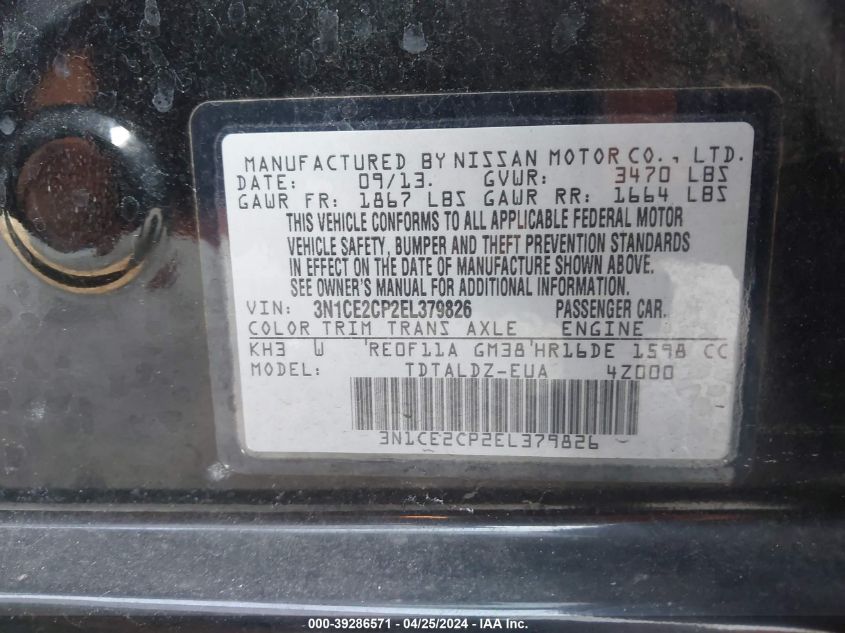 MANUFACTURED BY NISSAN MOTOR CO., LTD.
DATE: 09/13. GVWR: 3470 LBS
GAWR FR: 1867 LBS GAWR RR: 1664 LBS
THIS VEHICLE CONFORMS TO ALL APPLICABLE FEDERAL MOTOR
VEHICLE SAFETY, BUMPER AND THEFT PREVENTION STANDARDS
IN EFFECT ON THE DATE OF MANUFACTURE SHOWN ABOVE.
SEE OWNER'S MANUAL FOR ADDITIONAL INFORMATION.
VIN: 3N1CE2CP2EL379826 PASSENGER CAR.
COLOR TRIM TRANS AXLE ENGINE
KH3 W RE0F11A GM38 HR16DE 1598 CC
MODEL: TDTALDZ-EUA 4Z000
3N1CE2CP2EL379826
000-39286571 - 04/25/2024 - IAA Inc.